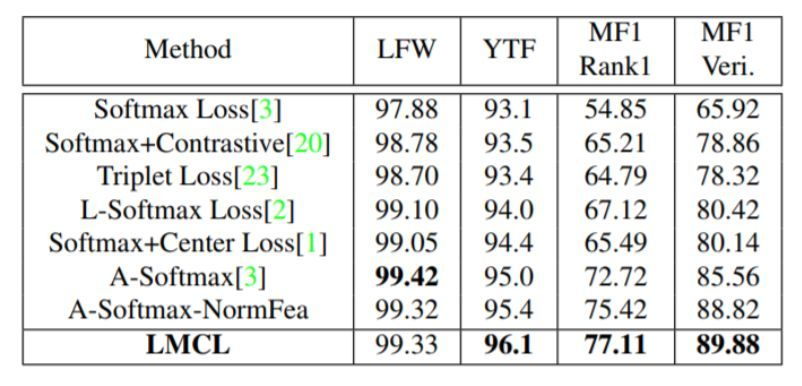 Method LFW YTF MF1 Rank1 MF1 Veri.
Softmax Loss[3] 97.88 93.1 54.85 65.92
Softmax+Contrastive[20] 98.78 93.5 65.21 78.86
Triplet Loss[23] 98.70 93.4 64.79 78.32
L-Softmax Loss[2] 99.10 94.0 67.12 80.42
Softmax+Center Loss[1] 99.05 94.4 65.49 80.14
A-Softmax[3] 99.42 95.0 72.72 85.56
A-Softmax-NormFea 99.32 95.4 75.42 88.82
LMCL 99.33 96.1 77.11 89.88